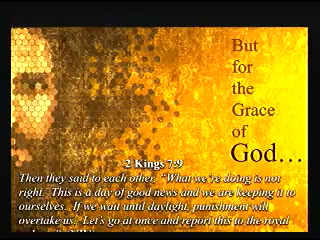 But
for
the
Grace
of
God...
2 Kings 7:9
Then they said to each other, "What we're doing is not
right. This is a day of good news and we are keeping it to
ourselves. If we wait until daylight, punishment will
overtake us. Let's go at once and report this to the royal